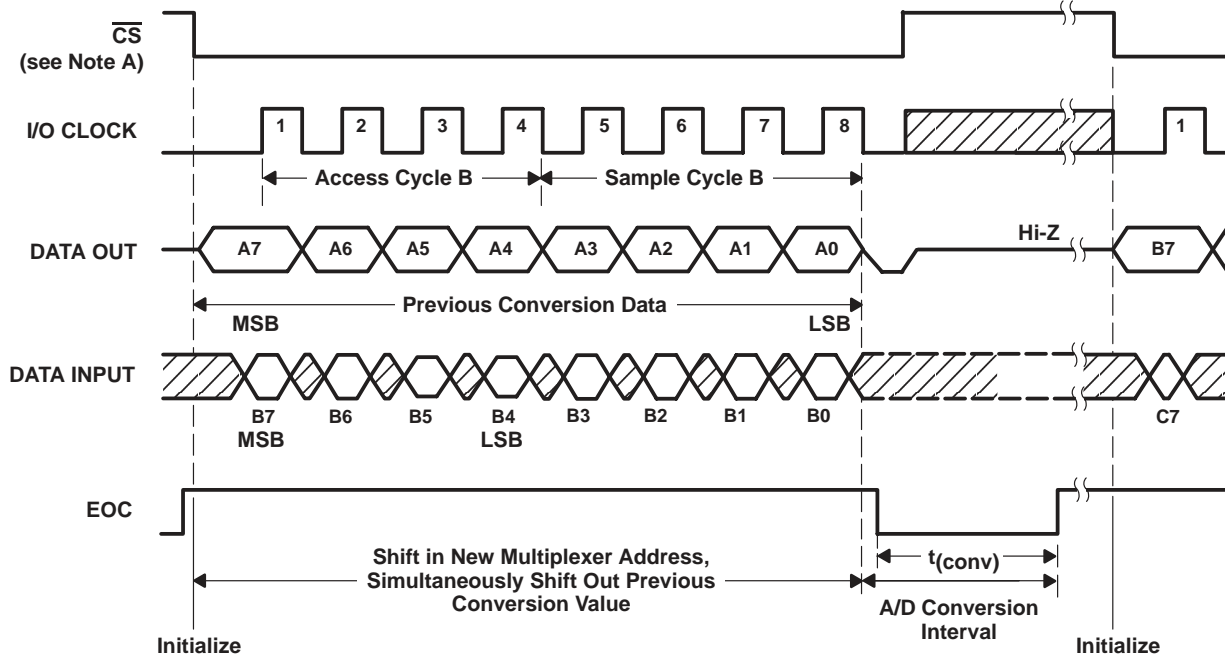 CS
(see Note A)
I/O CLOCK
1 2 3 4 5 6 7 8 1
Access Cycle B Sample Cycle B
Hi-Z
DATA OUT
A7 A6 A5 A4 A3 A2 A1 A0 B7
Previous Conversion Data
MSB LSB
DATA INPUT
B7 B6 B5 B4 B3 B2 B1 B0 C7
MSB LSB
EOC
Shift in New Multiplexer Address,
Simultaneously Shift Out Previous
Conversion Value
t(conv)
A/D Conversion
Interval
Initialize Initialize